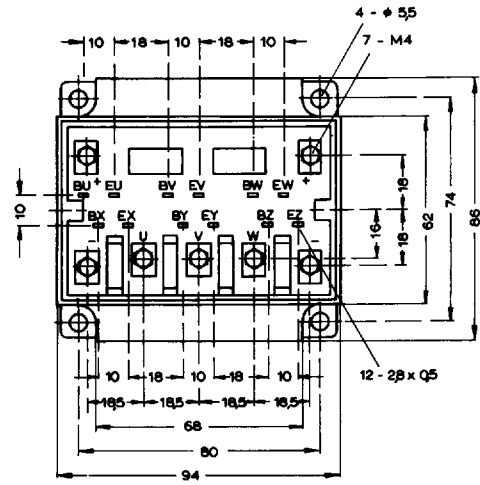 4 - ϕ 5,5
10 18 10 18 10
7 - M4
+ +
BU EU BV EV BW EW
10
BX EX BY EY BZ EZ
- U V W -
18
16
18
62
74
86
10 18 10 18 10
12 - 2,8 x 0,5
18,5 18,5 18,5 18,5
68
80
94